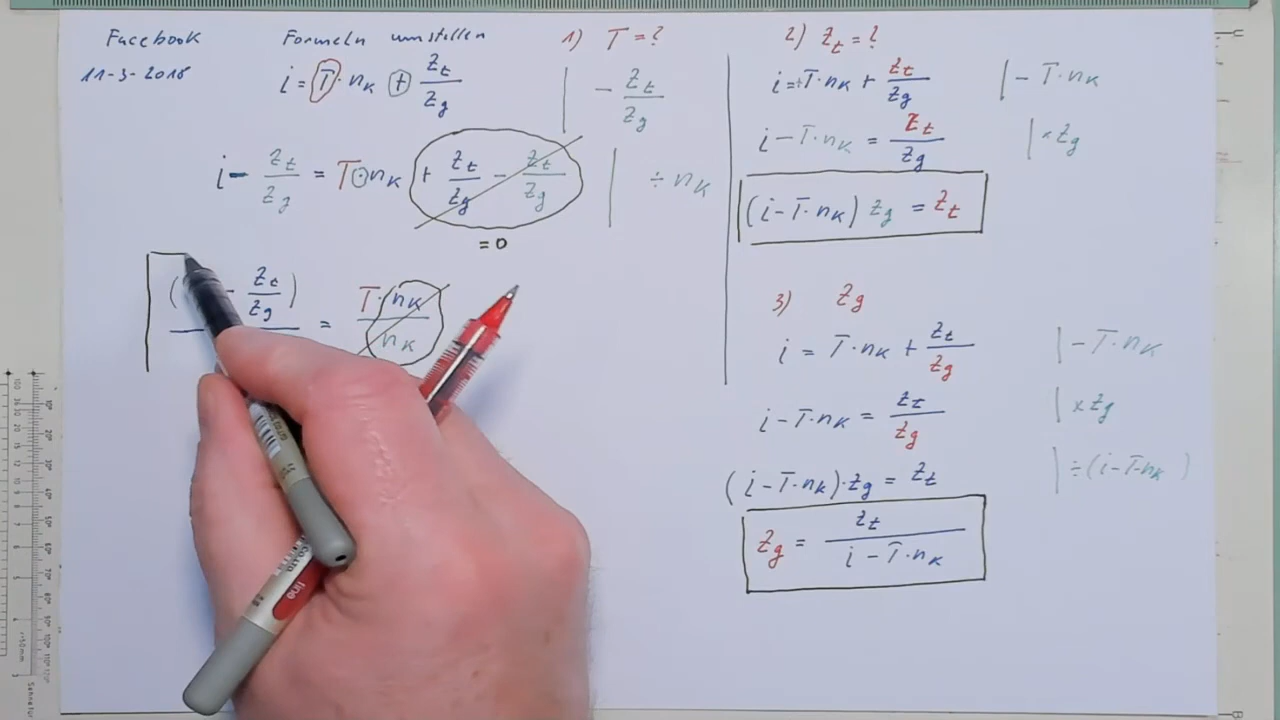 Facebook
11-3-2018
Formeln umstellen
i = T · nK + Zt/Zg
1) T = ?
| - Zt/Zg
i - Zt/Zg = T · nK + Zt/Zg - Zt/Zg | ÷ nK
= 0
( - Zt/Zg) = T · nK / nK
2) Zt = ?
i = + T · nK + Zt/Zg | - T · nK
i - T · nK = Zt/Zg | × Zg
(i - T · nK) Zg = Zt
3) Zg
i = T · nK + Zt/Zg | - T · nK
i - T · nK = Zt/Zg | × Zg
(i - T · nK) · Zg = Zt | ÷ (i - T · nK)
Zg = Zt / i - T · nK